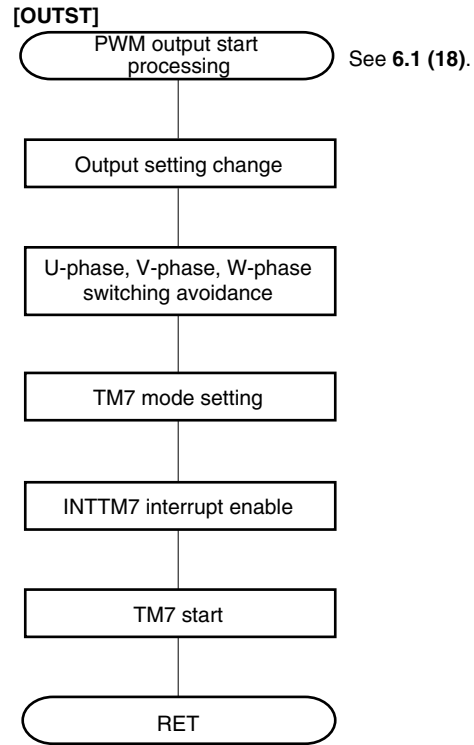 [OUTST]
PWM output start
processing
See 6.1 (18).
Output setting change
U-phase, V-phase, W-phase
switching avoidance
TM7 mode setting
INTTM7 interrupt enable
TM7 start
RET